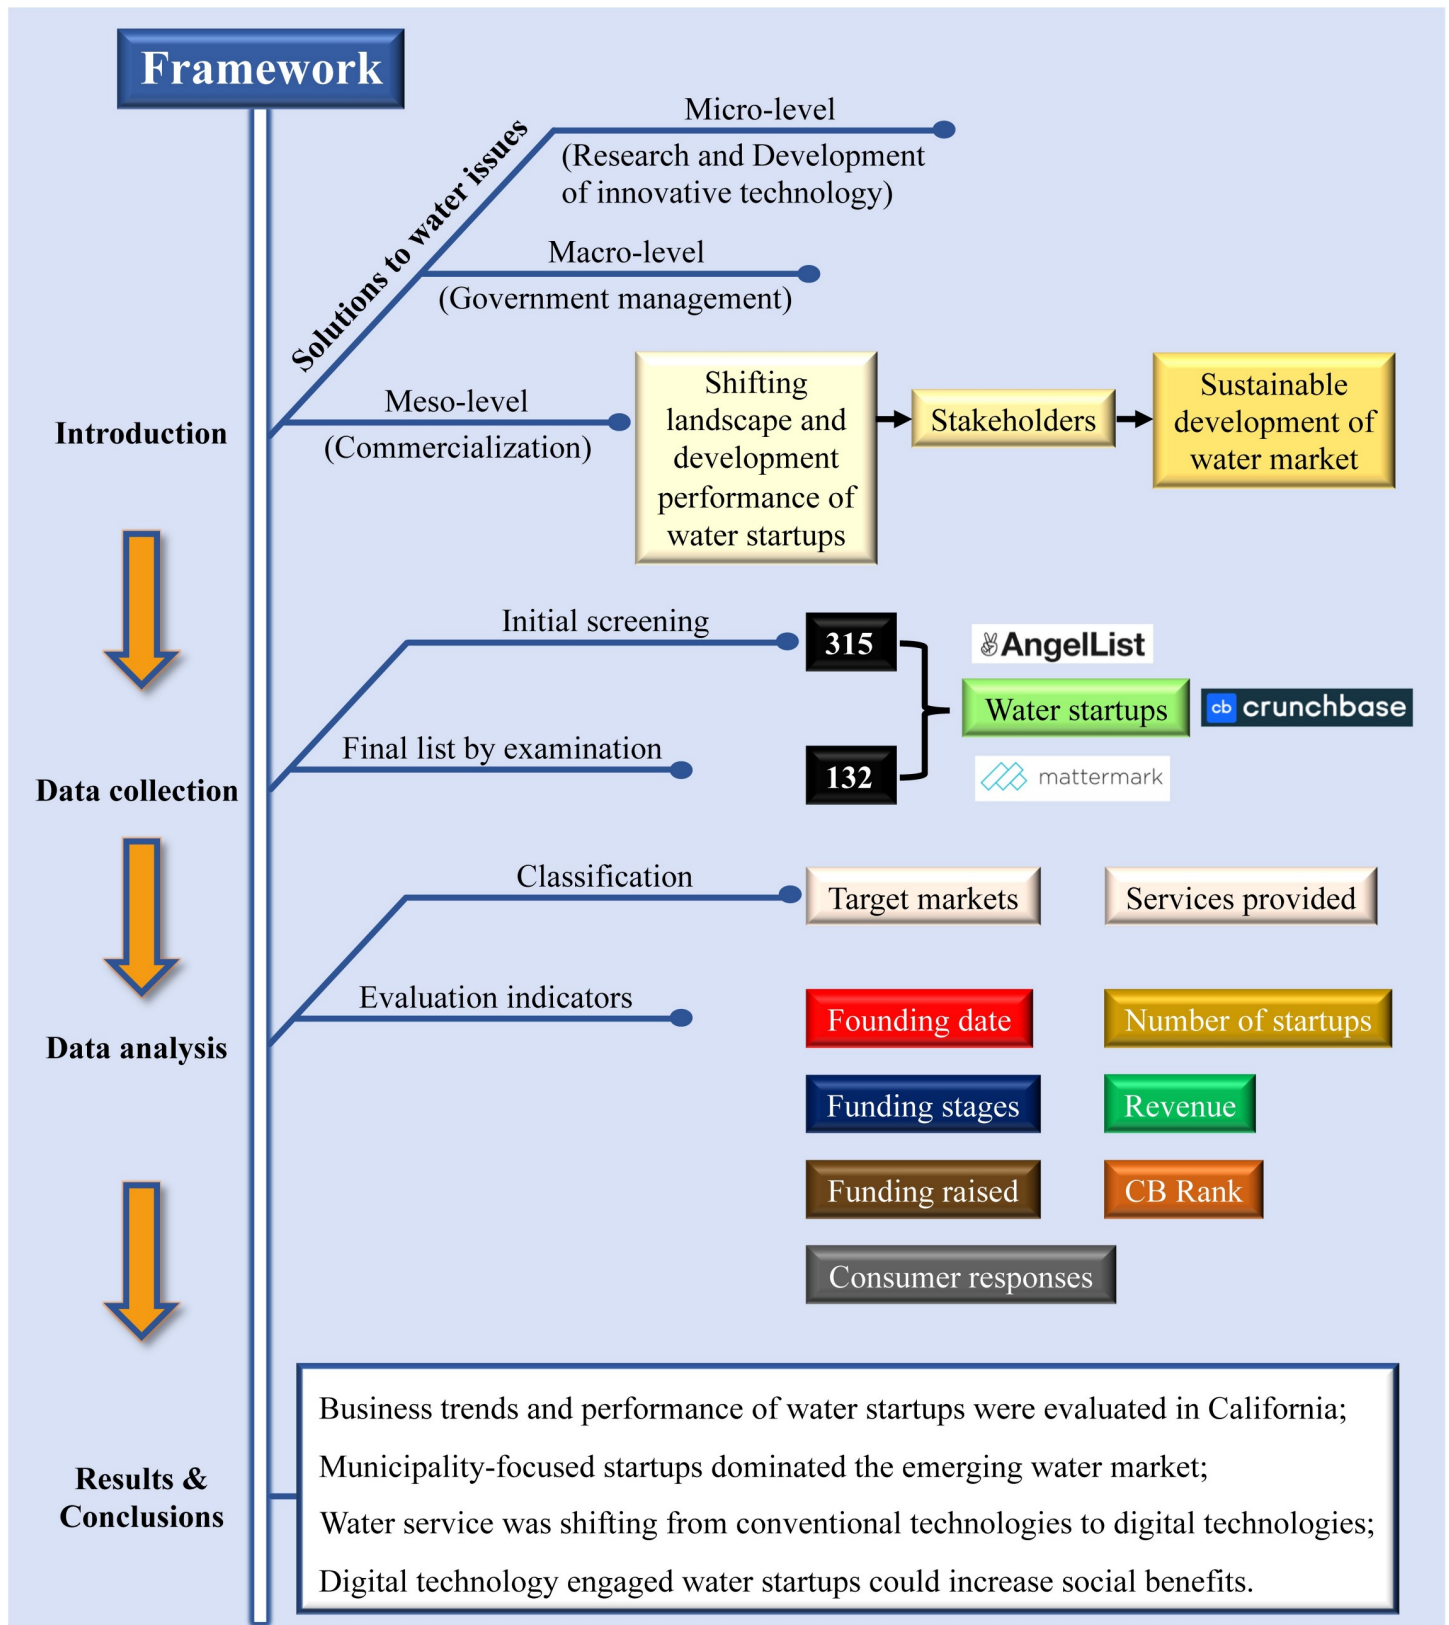 Framework
Solutions to water issues
Micro-level
(Research and Development
of innovative technology)
Macro-level
(Government management)
Introduction
Meso-level
(Commercialization)
Shifting
landscape and
development
performance of
water startups
Stakeholders
Sustainable
development of
water market
Data collection
Initial screening
315
Final list by examination
132
AngelList
Water startups
cb crunchbase
mattermark
Data analysis
Classification
Target markets
Services provided
Evaluation indicators
Founding date
Number of startups
Funding stages
Revenue
Funding raised
CB Rank
Consumer responses
Results &
Conclusions
Business trends and performance of water startups were evaluated in California;
Municipality-focused startups dominated the emerging water market;
Water service was shifting from conventional technologies to digital technologies;
Digital technology engaged water startups could increase social benefits.